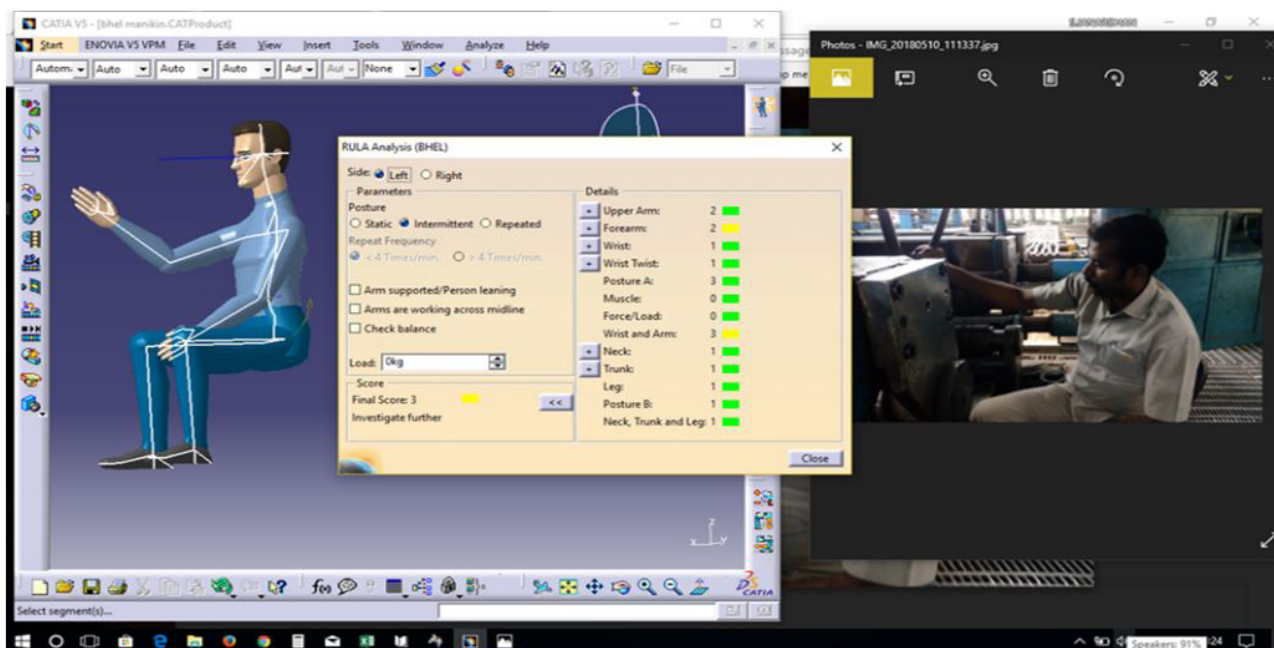 CATIA V5 - [bhel manikin.CATProduct]
Start ENOVIA V5 VPM File Edit View Insert Tools Window Analyze Help
Autom. Auto Auto Auto Aut Aut None File
Photos - IMG_20180510_111337.jpg
RULA Analysis (BHEL)
Side: Left Right
Parameters
Posture
Static Intermittent Repeated
Repeat Frequency
< 4 Times/min. > 4 Times/min.
Arm supported/Person leaning
Arms are working across midline
Check balance
Load: 0kg
Score
Final Score: 3
<<
Investigate further
Details
+ Upper Arm: 2
+ Forearm: 2
+ Wrist: 1
+ Wrist Twist: 1
Posture A: 3
Muscle: 0
Force/Load: 0
Wrist and Arm: 3
+ Neck: 1
+ Trunk: 1
Leg: 1
Posture B: 1
Neck, Trunk and Leg: 1
Close
z
x y
f(x)
CATIA
Select segment(s)...
Speakers: 91%
:24